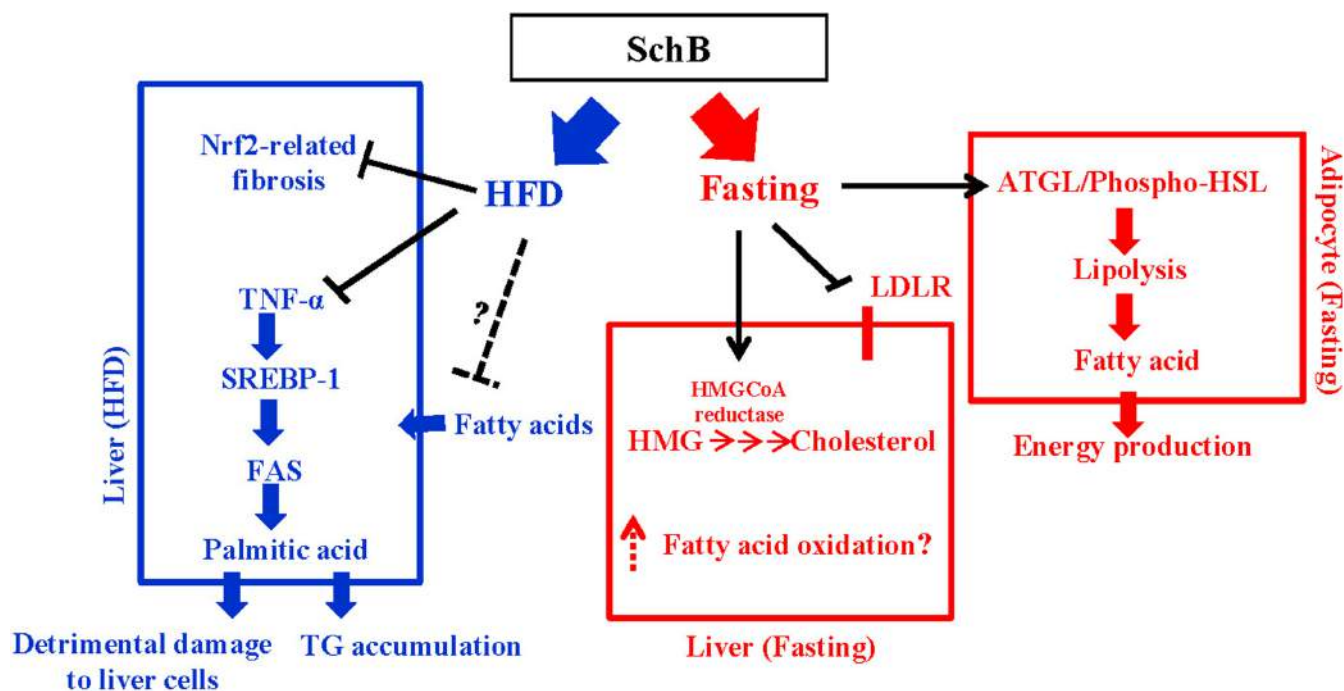 SchB
Nrf2-related
fibrosis
HFD
TNF-α
SREBP-1
FAS
Palmitic acid
Liver (HFD)
Detrimental damage
to liver cells
TG accumulation
?
Fatty acids
Fasting
LDLR
HMGCoA
reductase
HMG
Cholesterol
Fatty acid oxidation?
Liver (Fasting)
ATGL/Phospho-HSL
Lipolysis
Fatty acid
Energy production
Adipocyte (Fasting)